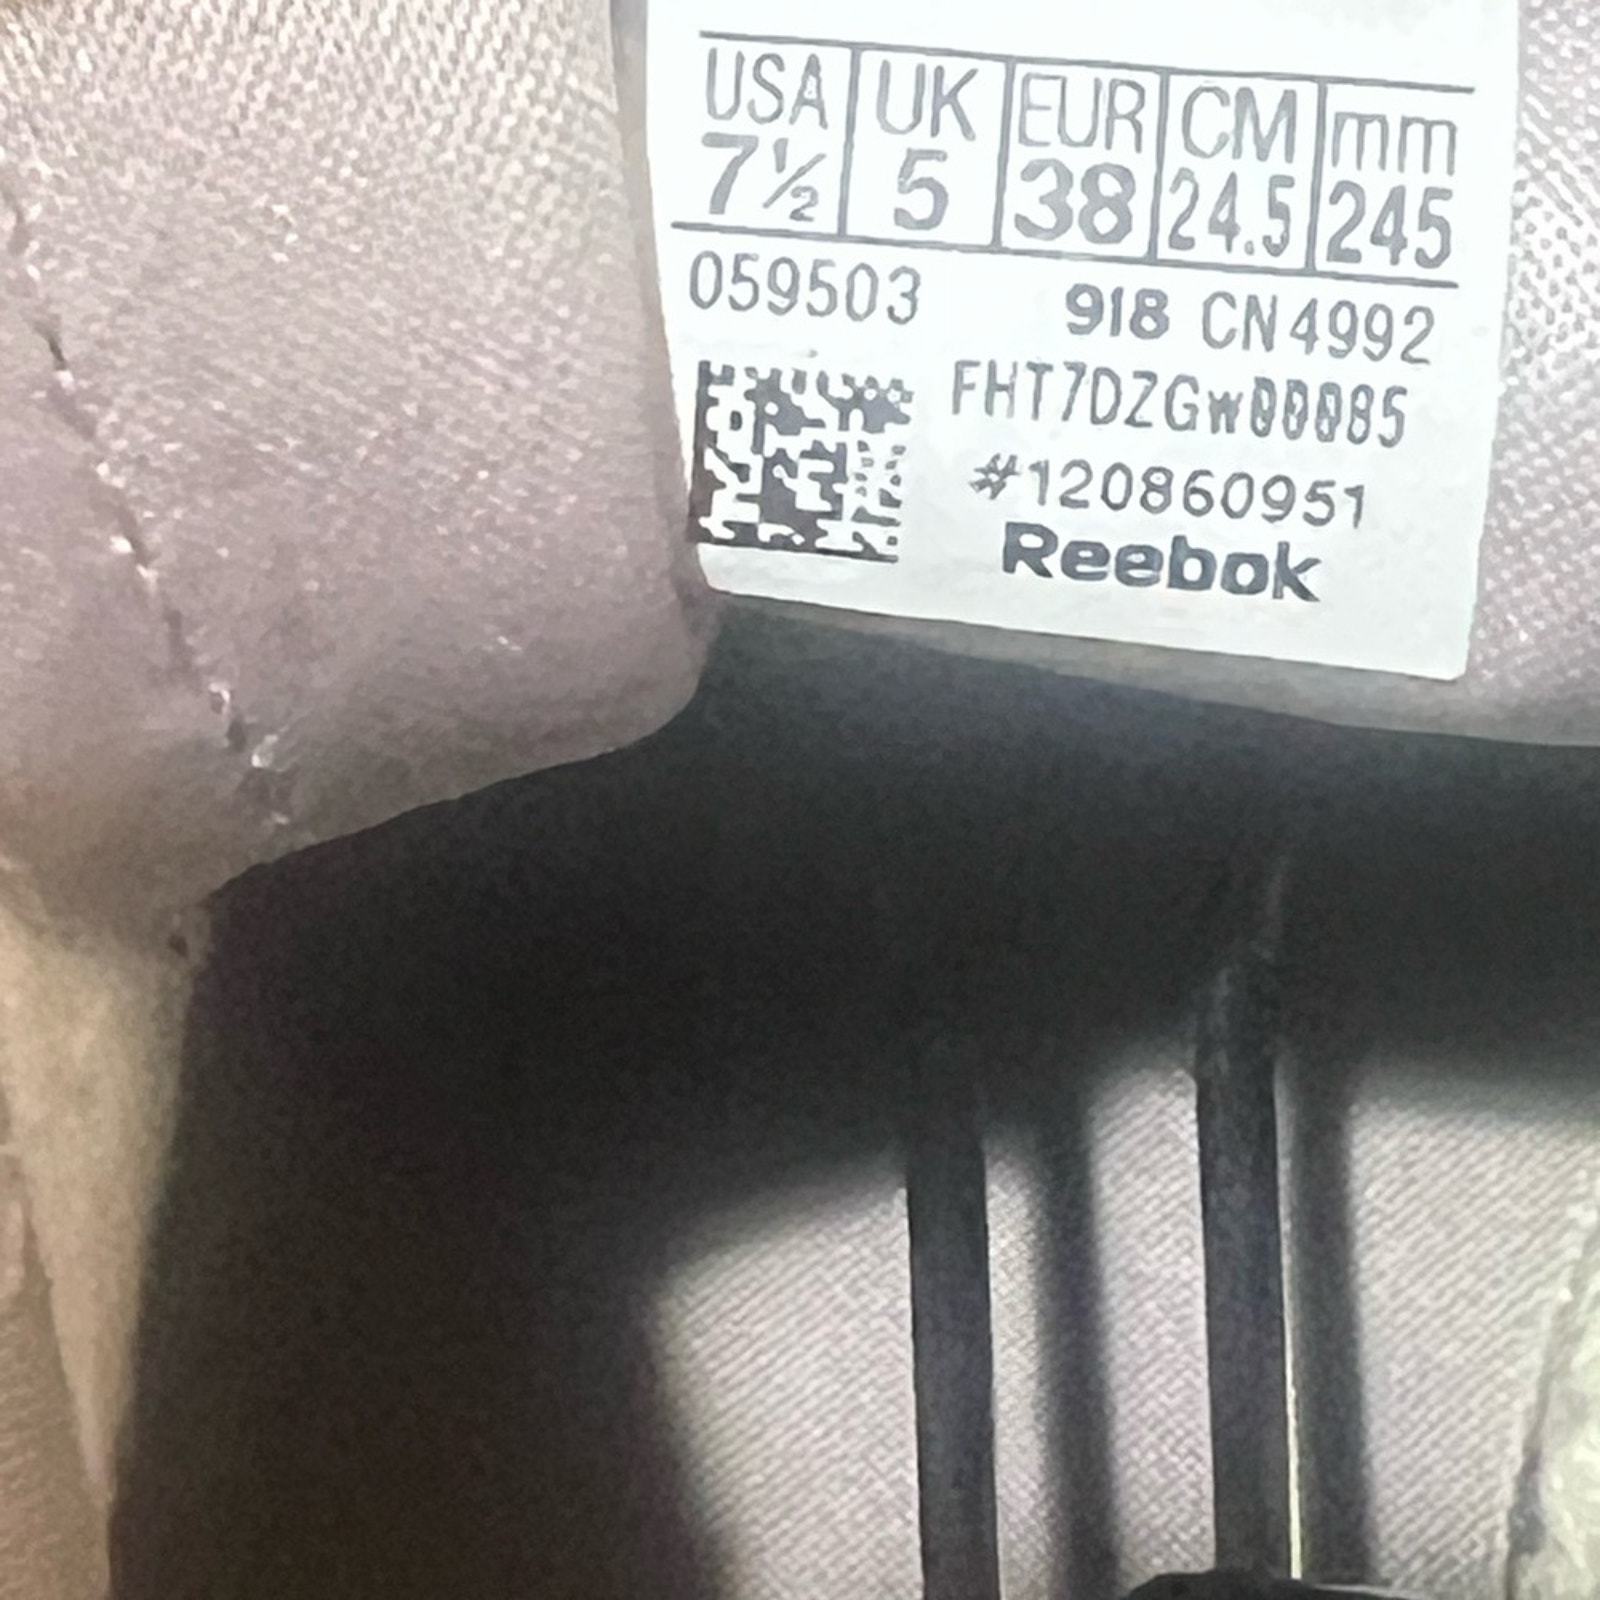 USA UK EUR CM mm
7½ 5 38 24.5 245
059503 918 CN4992
FHT7DZGW00085
#120860951
Reebok